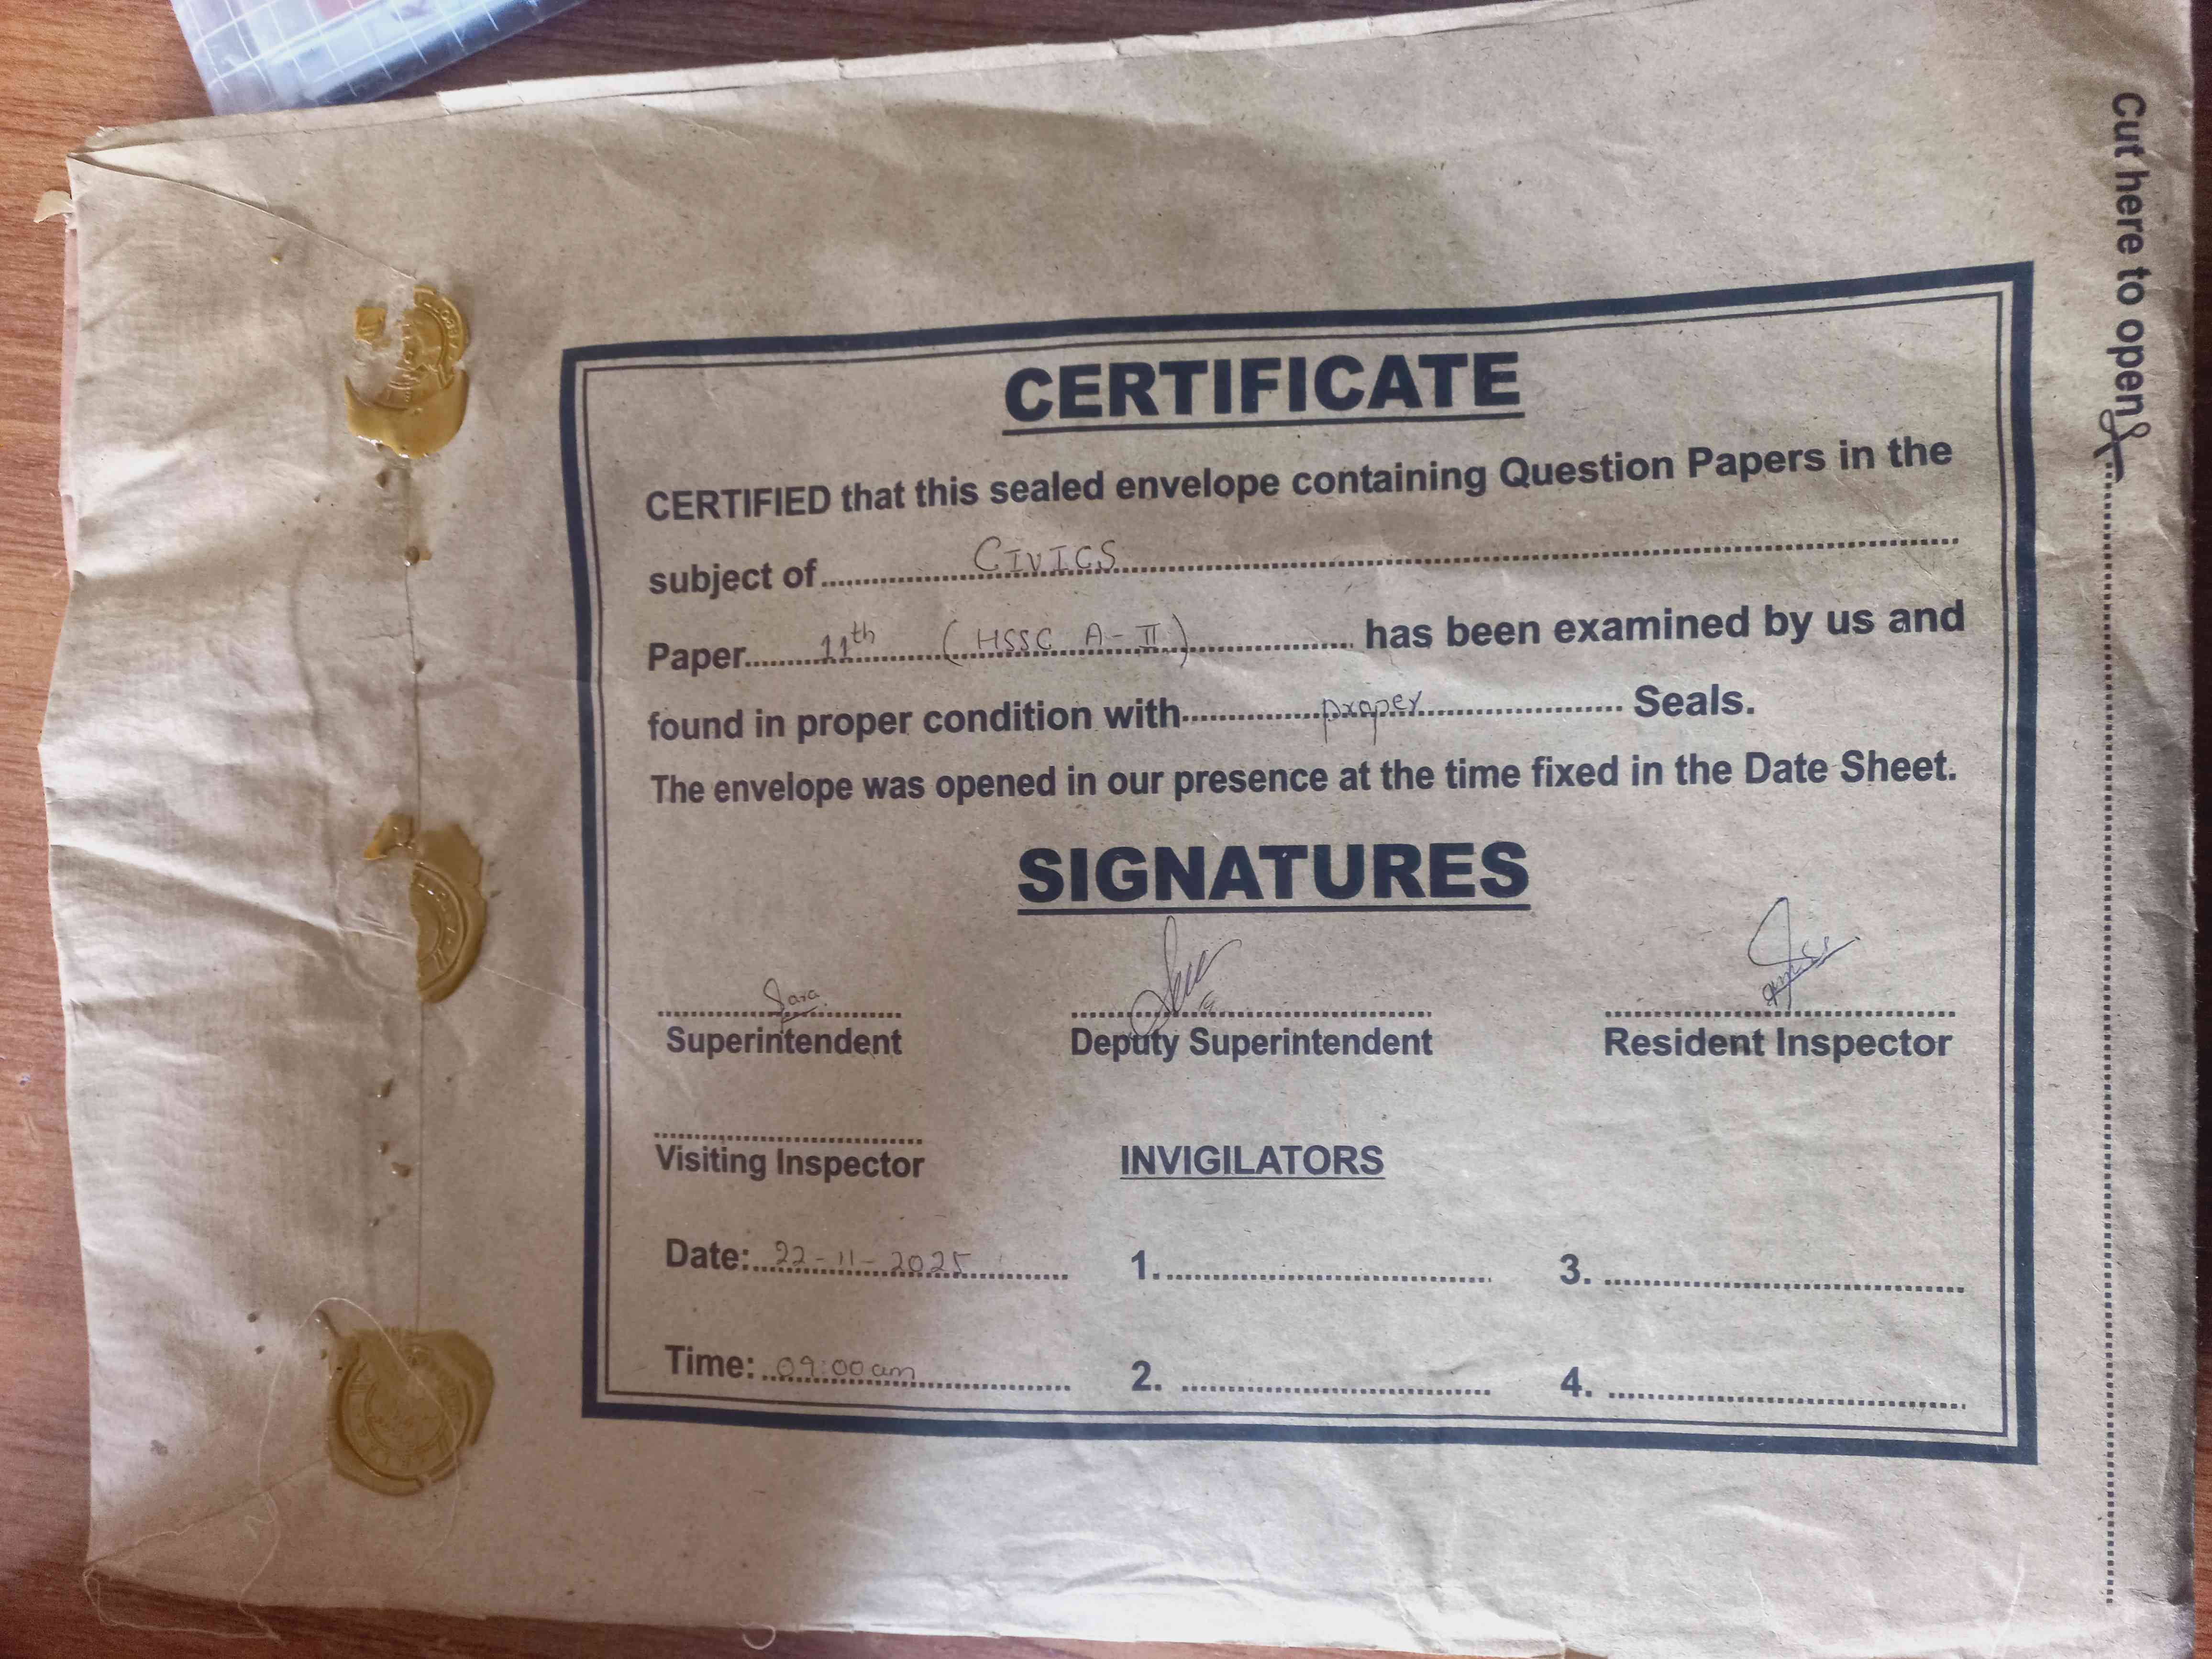 Cut here to open
CERTIFICATE
CERTIFIED that this sealed envelope containing Question Papers in the
subject of CIVICS
Paper 11th (HSSC A-II) has been examined by us and
found in proper condition with proper Seals.
The envelope was opened in our presence at the time fixed in the Date Sheet.
SIGNATURES
Sara
Superintendent Deputy Superintendent Resident Inspector
Visiting Inspector INVIGILATORS
Date: 22-11-2025 1. 3.
Time: 09:00am 2. 4.